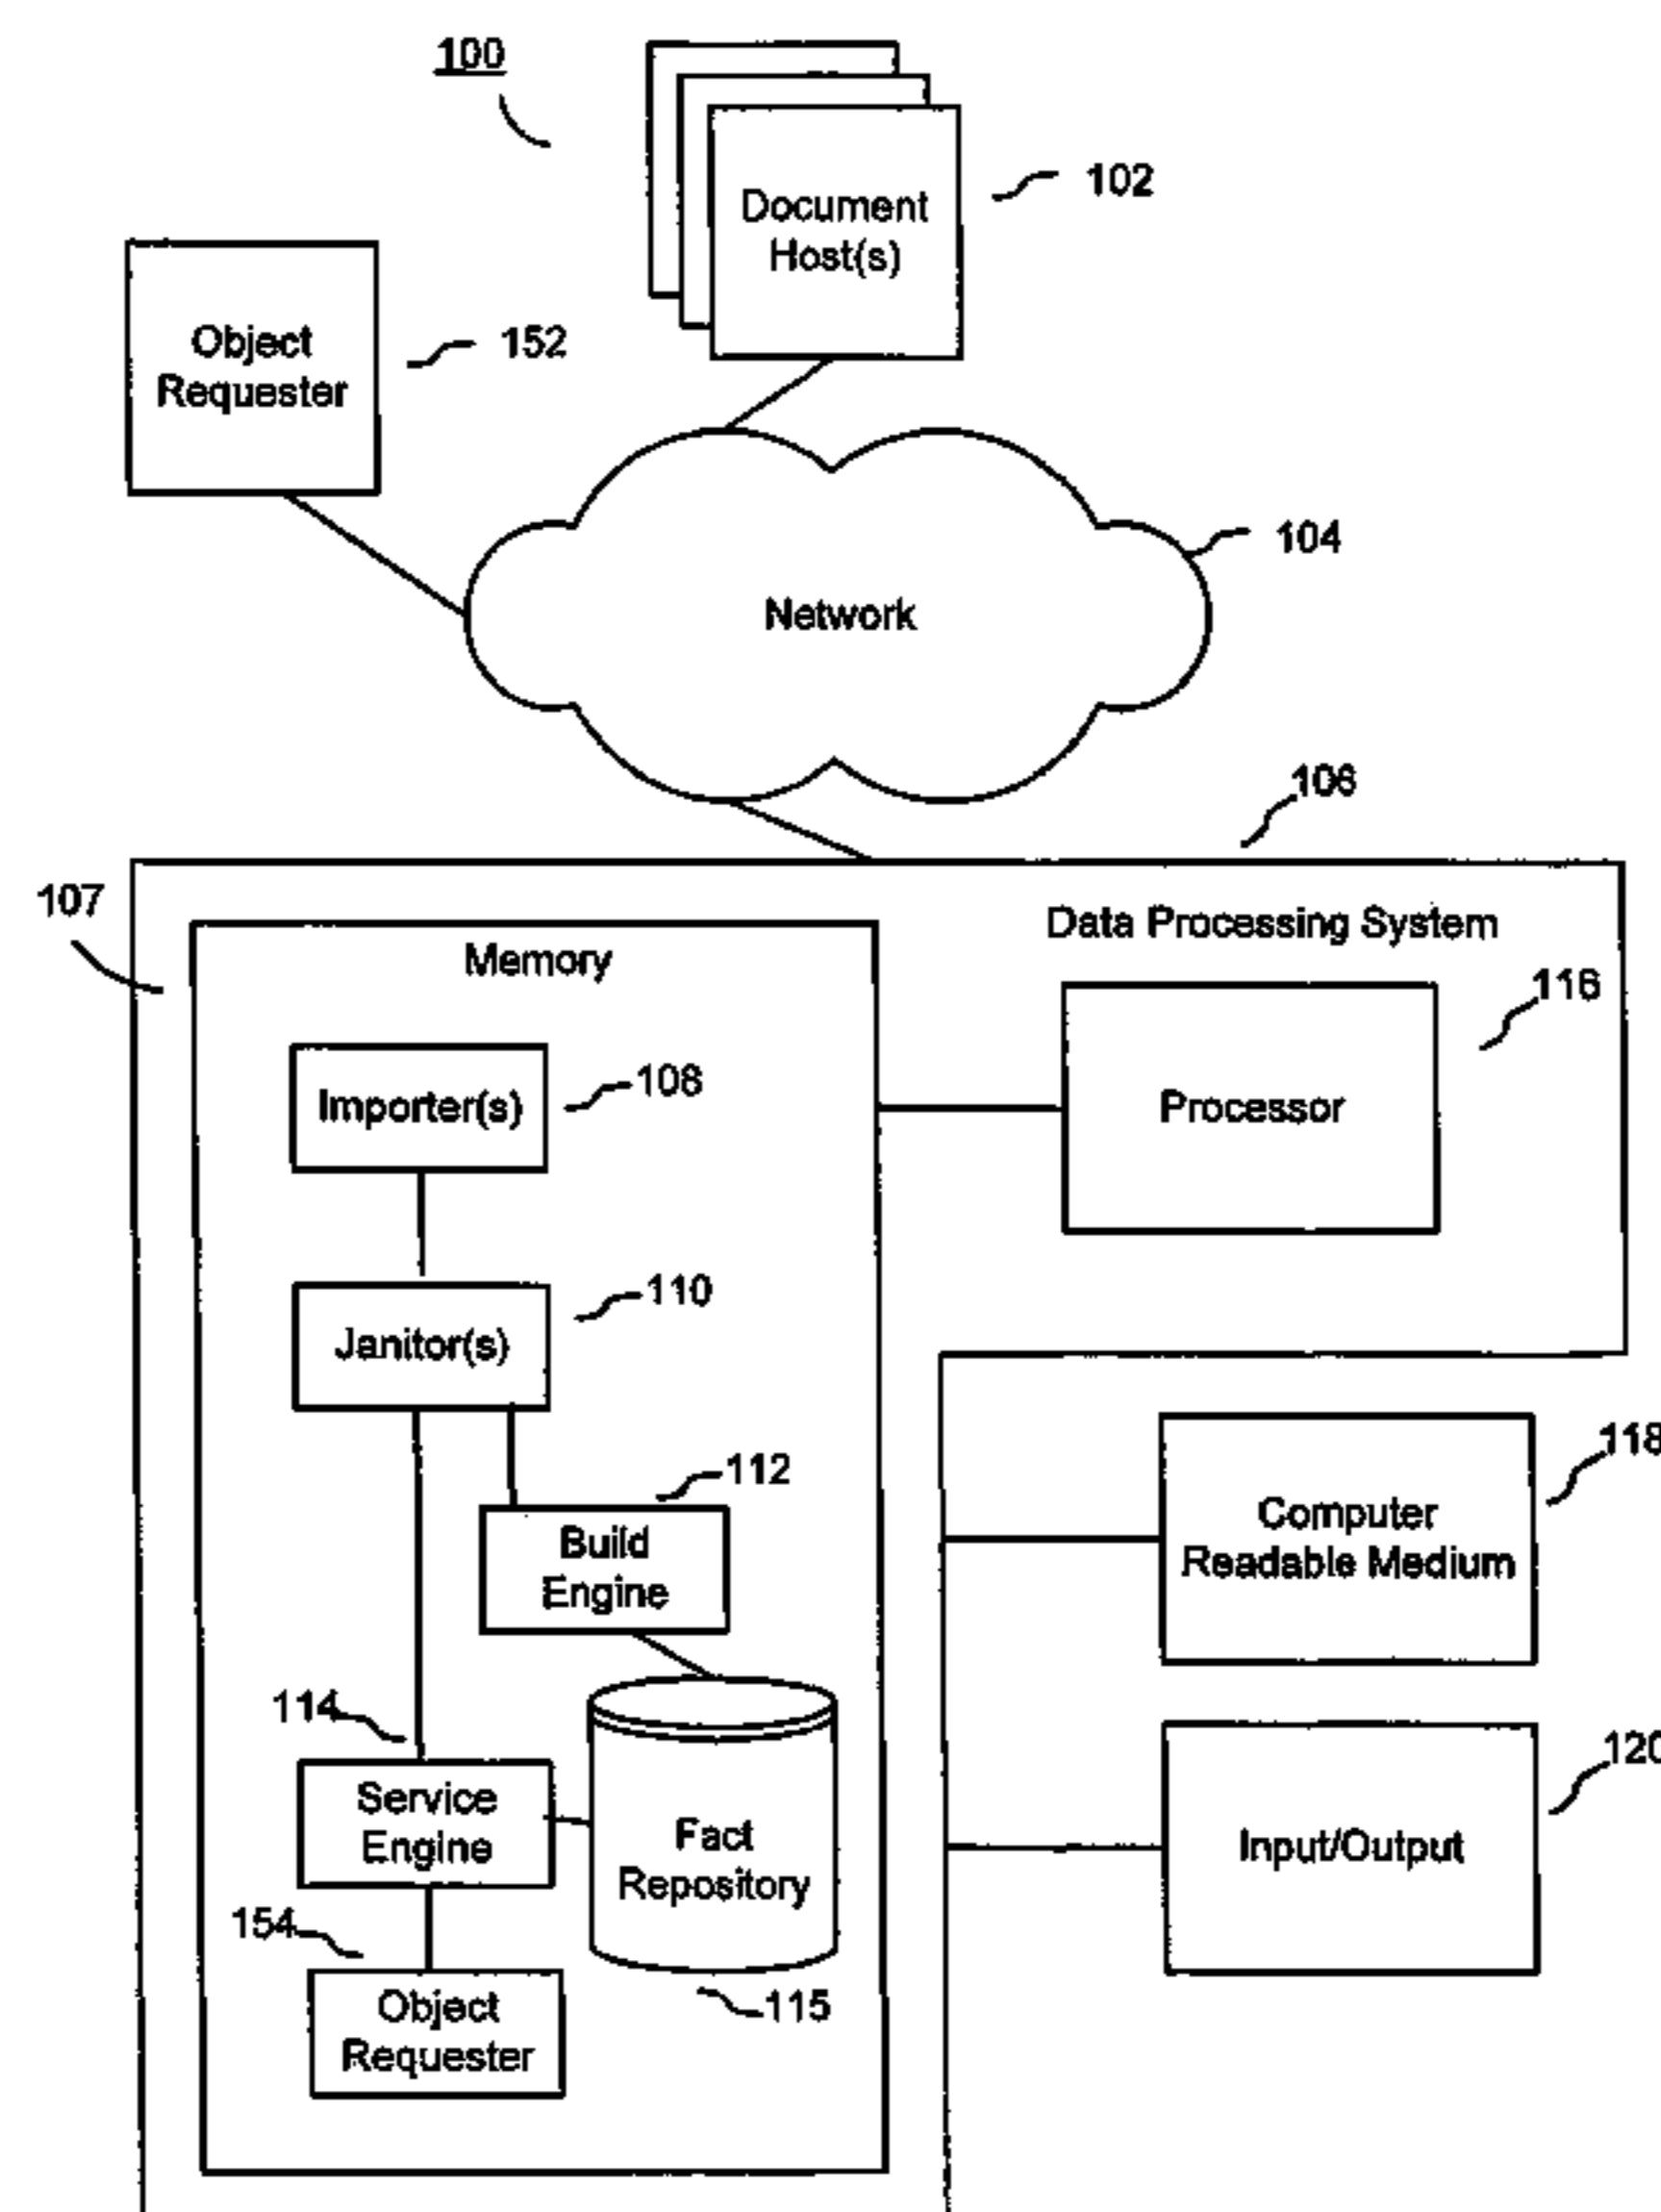 100
Document
Host(s)
102
Object
Requester
152
104
Network
106
107
Data Processing System
Memory
116
Importer(s)
108
Processor
110
Janitor(s)
112
118
Build
Engine
Computer
Readable Medium
114
120
Service
Engine
Fact
Repository
Input/Output
154
115
Object
Requester